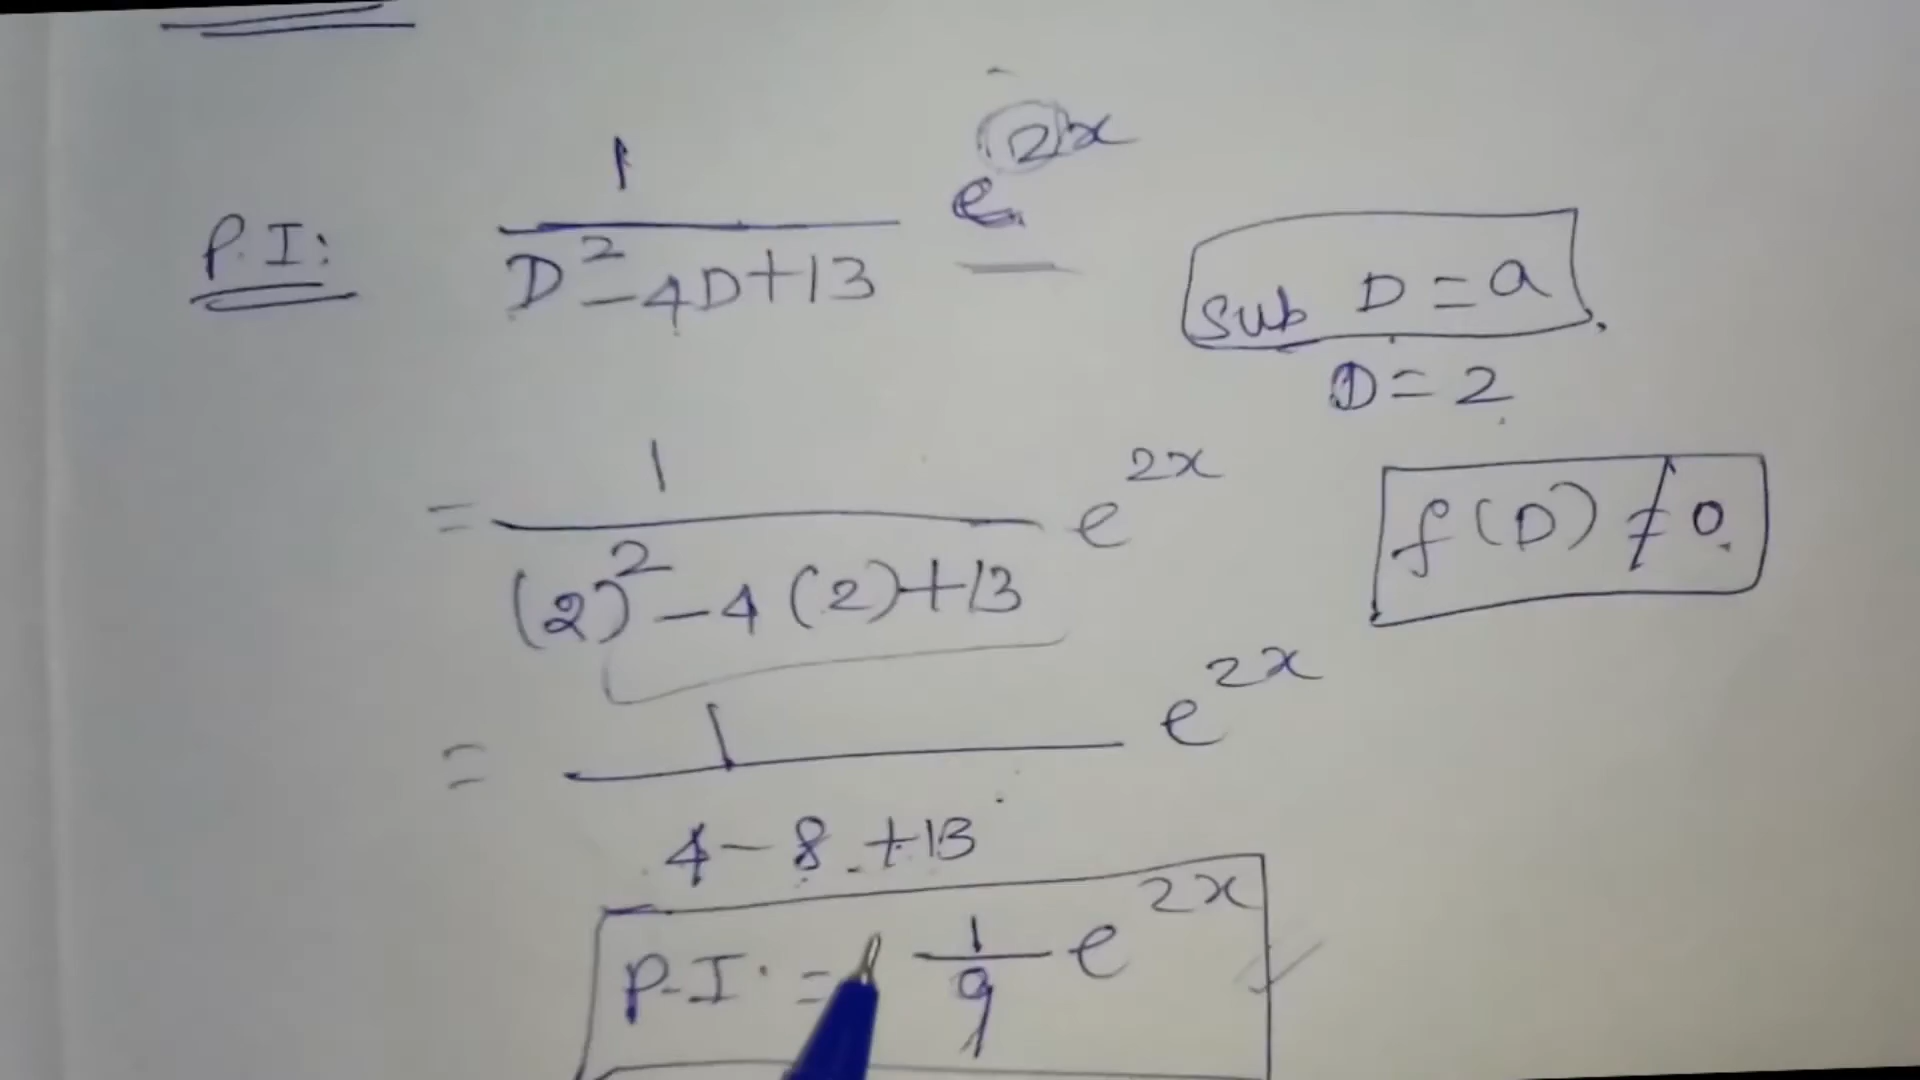 P.I: 1 / D² - 4D + 13 e^2x
Sub D = a
D = 2
= 1 / (2)² - 4 (2) + 13 e^2x
f(D) ≠ 0
= 1 / 4 - 8 + 13 e^2x
P.I. = 1 / 9 e^2x